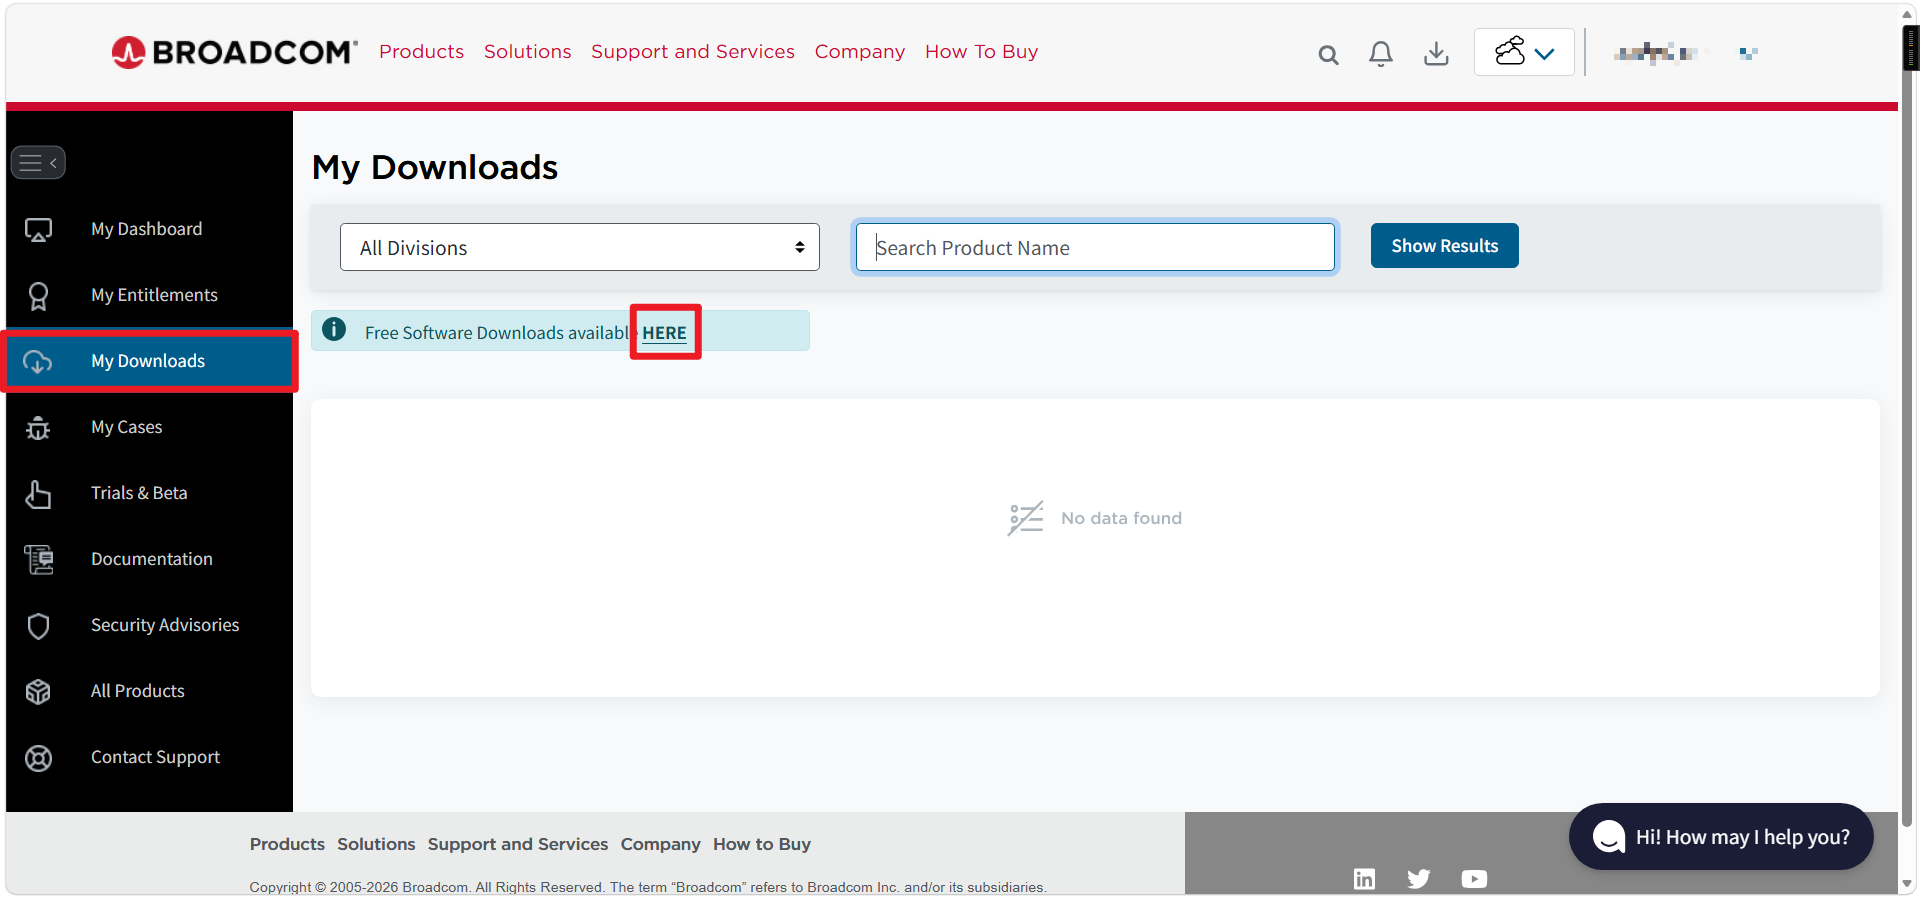 BROADCOM
Products Solutions Support and Services Company How To Buy
My Downloads
My Dashboard
My Entitlements
My Downloads
My Cases
Trials & Beta
Documentation
Security Advisories
All Products
Contact Support
All Divisions
Search Product Name
Show Results
Free Software Downloads available HERE
No data found
Products Solutions Support and Services Company How to Buy
Copyright © 2005-2026 Broadcom. All Rights Reserved. The term “Broadcom” refers to Broadcom Inc. and/or its subsidiaries.
Hi! How may I help you?